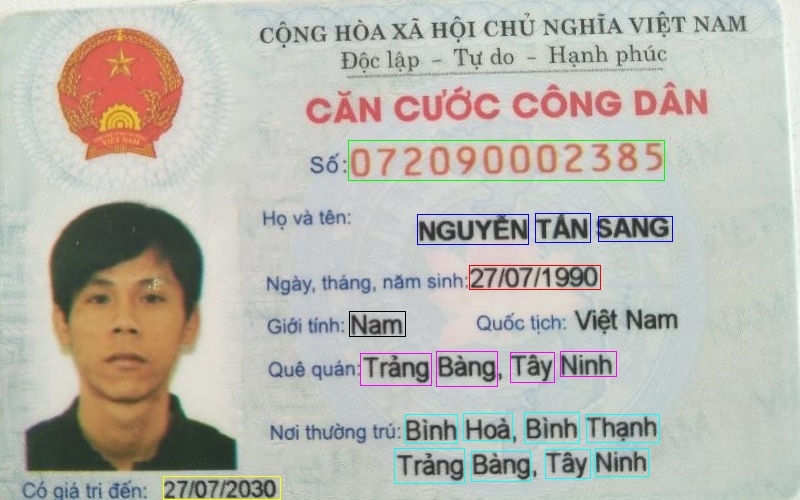 CỘNG HÒA XÃ HỘI CHỦ NGHĨA VIỆT NAM
Độc lập - Tự do - Hạnh phúc
CĂN CƯỚC CÔNG DÂN
VIỆT NAM
Số: 072090002385
Họ và tên: NGUYỄN TẤN SANG
Ngày, tháng, năm sinh: 27/07/1990
Giới tính: Nam Quốc tịch: Việt Nam
Quê quán: Trảng Bàng, Tây Ninh
Nơi thường trú: Bình Hoà, Bình Thạnh
Trảng Bàng, Tây Ninh
Có giá trị đến: 27/07/2030